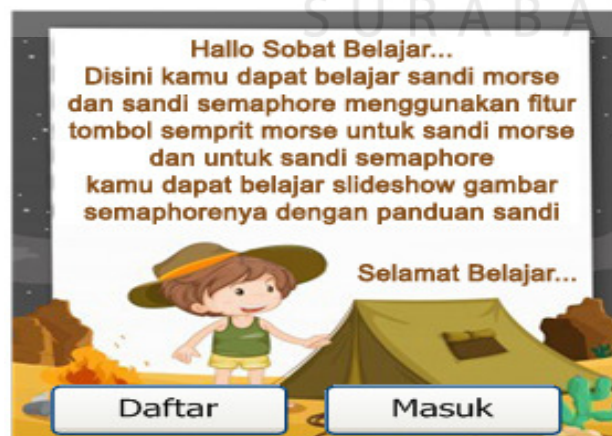 SURABA
Hallo Sobat Belajar...
Disini kamu dapat belajar sandi morse
dan sandi semaphore menggunakan fitur
tombol semprit morse untuk sandi morse
dan untuk sandi semaphore
kamu dapat belajar slideshow gambar
semaphorenya dengan panduan sandi
Selamat Belajar...
Daftar
Masuk